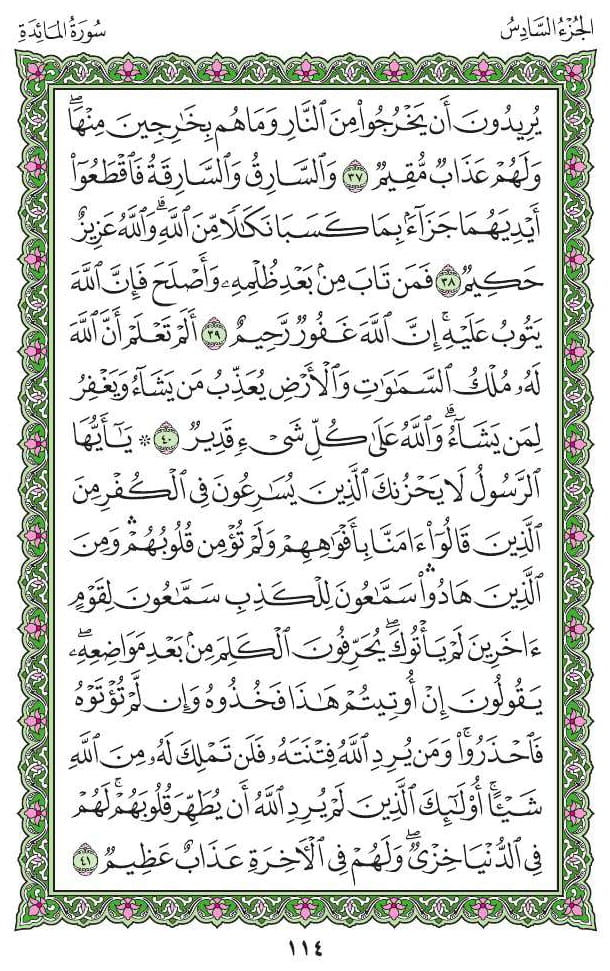 الجُزْءُ السَّادِسُ
سُورَةُ المَائِدَةِ
يُرِيدُونَ أَن يَخْرُجُوا۟ مِنَ ٱلنَّارِ وَمَا هُم بِخَٰرِجِينَ مِنْهَاۖ
وَلَهُمْ عَذَابٌ مُّقِيمٌ ٣٧ وَٱلسَّارِقُ وَٱلسَّارِقَةُ فَٱقْطَعُوٓا۟
أَيْدِيَهُمَا جَزَآءًۢ بِمَا كَسَبَا نَكَٰلًا مِّنَ ٱللَّهِۗ وَٱللَّهُ عَزِيزٌ
حَكِيمٌ ٣٨ فَمَن تَابَ مِنۢ بَعْدِ ظُلْمِهِۦ وَأَصْلَحَ فَإِنَّ ٱللَّهَ
يَتُوبُ عَلَيْهِۚ إِنَّ ٱللَّهَ غَفُورٌ رَّحِيمٌ ٣٩ أَلَمْ تَعْلَمْ أَنَّ ٱللَّهَ
لَهُۥ مُلْكُ ٱلسَّمَٰوَٰتِ وَٱلْأَرْضِ يُعَذِّبُ مَن يَشَآءُ وَيَغْفِرُ
لِمَن يَشَآءُۗ وَٱللَّهُ عَلَىٰ كُلِّ شَىْءٍ قَدِيرٌ ٤٠ ۞ يَٰٓأَيُّهَا
ٱلرَّسُولُ لَا يَحْزُنكَ ٱلَّذِينَ يُسَٰرِعُونَ فِى ٱلْكُفْرِ مِنَ
ٱلَّذِينَ قَالُوٓا۟ ءَامَنَّا بِأَفْوَٰهِهِمْ وَلَمْ تُؤْمِن قُلُوبُهُمْۛ وَمِنَ
ٱلَّذِينَ هَادُوا۟ۛ سَمَّٰعُونَ لِلْكَذِبِ سَمَّٰعُونَ لِقَوْمٍ
ءَاخَرِينَ لَمْ يَأْتُوكَۖ يُحَرِّفُونَ ٱلْكَلِمَ مِنۢ بَعْدِ مَوَاضِعِهِۦۖ
يَقُولُونَ إِنْ أُوتِيتُمْ هَٰذَا فَخُذُوهُ وَإِن لَّمْ تُؤْتَوْهُ
فَٱحْذَرُوا۟ۚ وَمَن يُرِدِ ٱللَّهُ فِتْنَتَهُۥ فَلَن تَمْلِكَ لَهُۥ مِنَ ٱللَّهِ
شَيْـًٔاۚ أُو۟لَٰٓئِكَ ٱلَّذِينَ لَمْ يُرِدِ ٱللَّهُ أَن يُطَهِّرَ قُلُوبَهُمْۚ لَهُمْ
فِى ٱلدُّنْيَا خِزْىٌۖ وَلَهُمْ فِى ٱلْءَاخِرَةِ عَذَابٌ عَظِيمٌ ٤١
١١٤